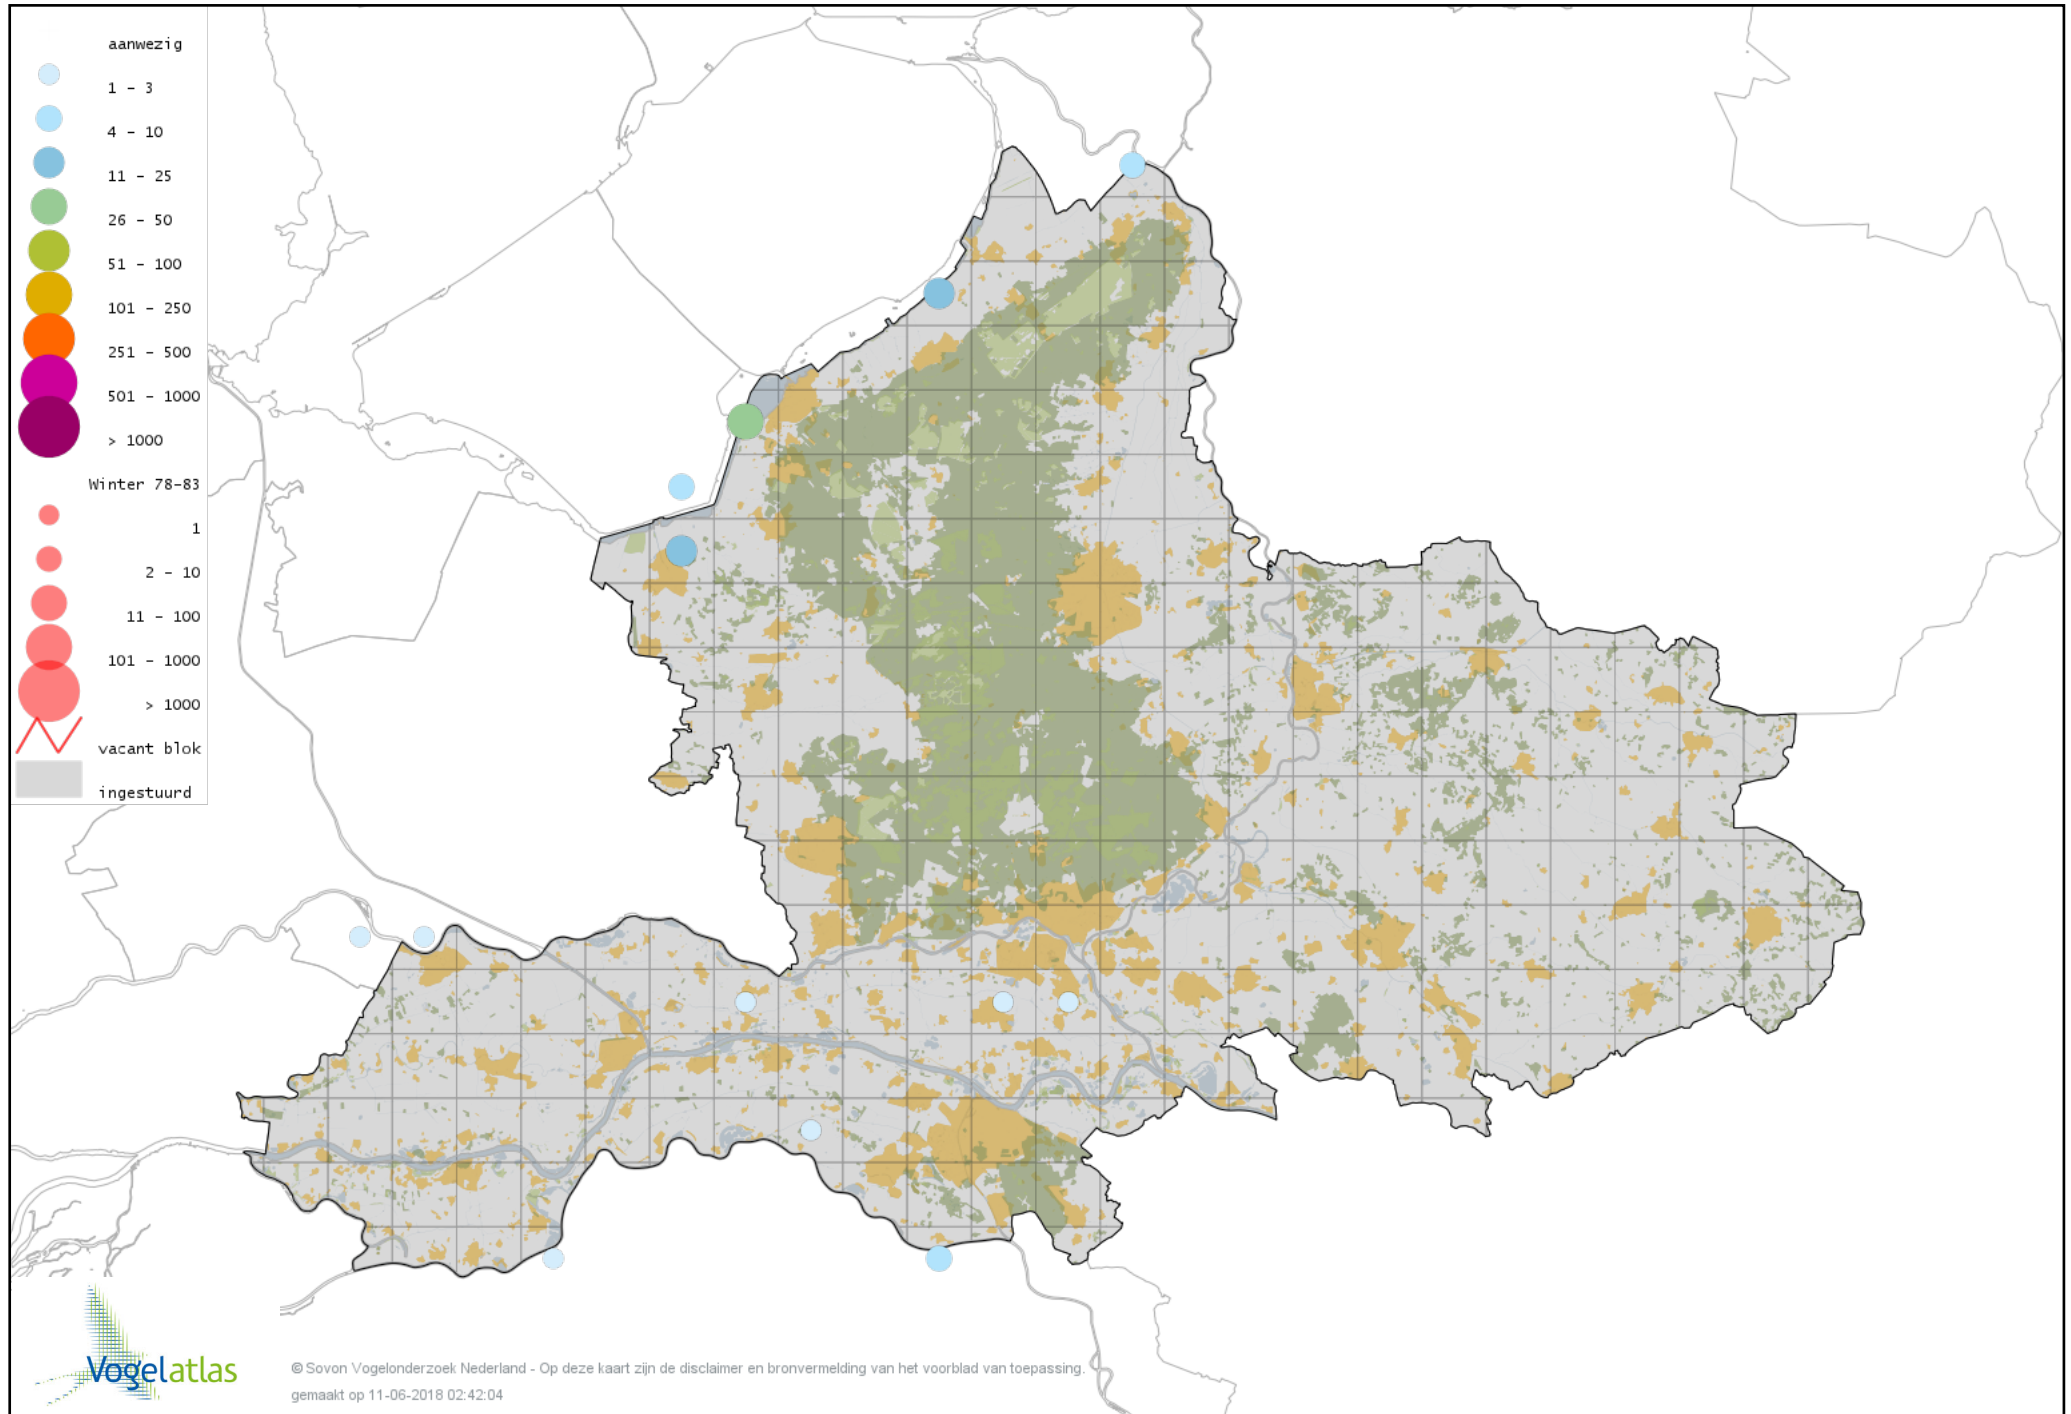 aanwezig
1 – 3
4 – 10
11 – 25
26 – 50
51 – 100
101 – 250
251 – 500
501 – 1000
> 1000
Winter 78-83
1
2 – 10
11 – 100
101 – 1000
> 1000
vacant blok
ingestuurd
Vogelatlas
© Sovon Vogelonderzoek Nederland - Op deze kaart zijn de disclaimer en bronvermelding van het voorblad van toepassing.
gemaakt op 11-06-2018 02:42:04